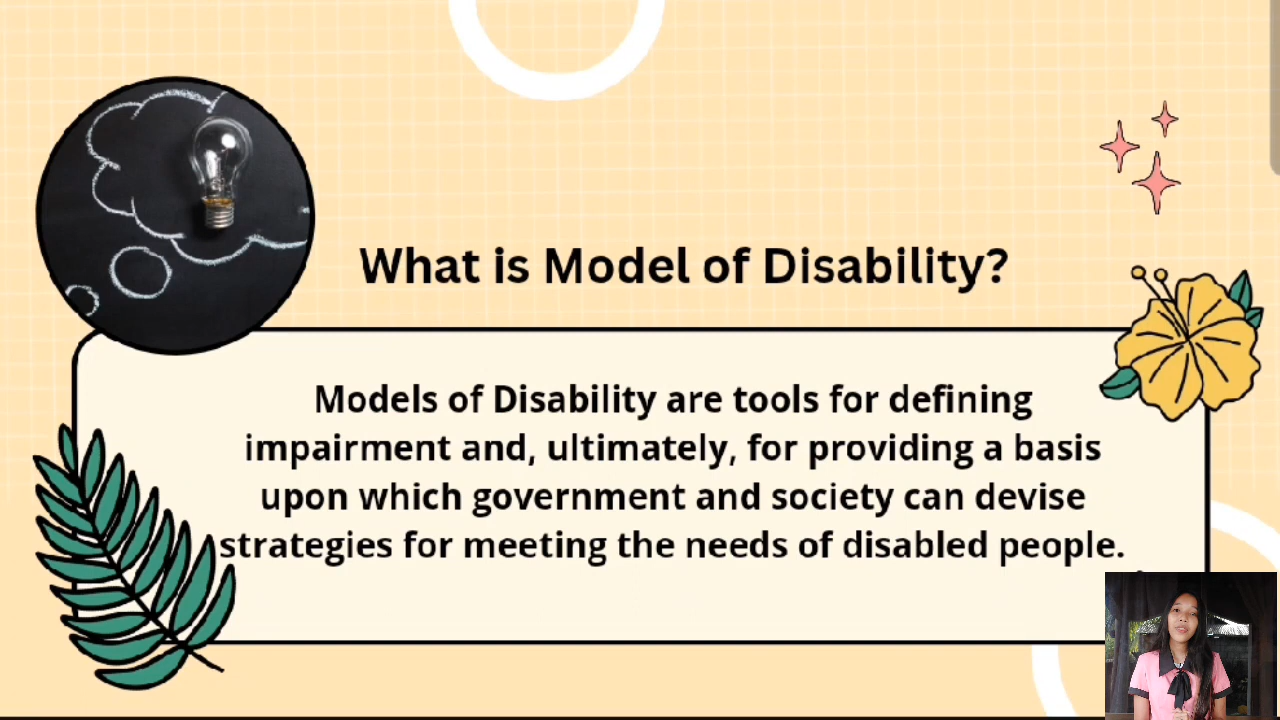 What is Model of Disability?
Models of Disability are tools for defining
impairment and, ultimately, for providing a basis
upon which government and society can devise
strategies for meeting the needs of disabled people.